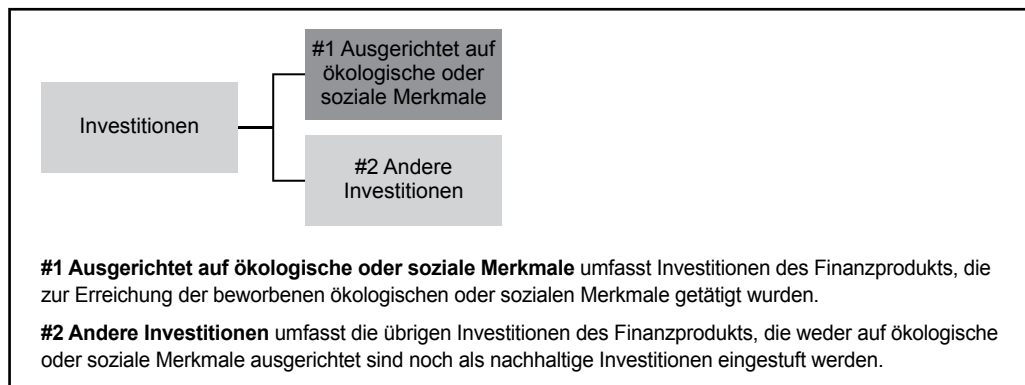 #1 Ausgerichtet auf
ökologische oder
soziale Merkmale
Investitionen
#2 Andere
Investitionen
#1 Ausgerichtet auf ökologische oder soziale Merkmale umfasst Investitionen des Finanzprodukts, die
zur Erreichung der beworbenen ökologischen oder sozialen Merkmale getätigt wurden.
#2 Andere Investitionen umfasst die übrigen Investitionen des Finanzprodukts, die weder auf ökologische
oder soziale Merkmale ausgerichtet sind noch als nachhaltige Investitionen eingestuft werden.